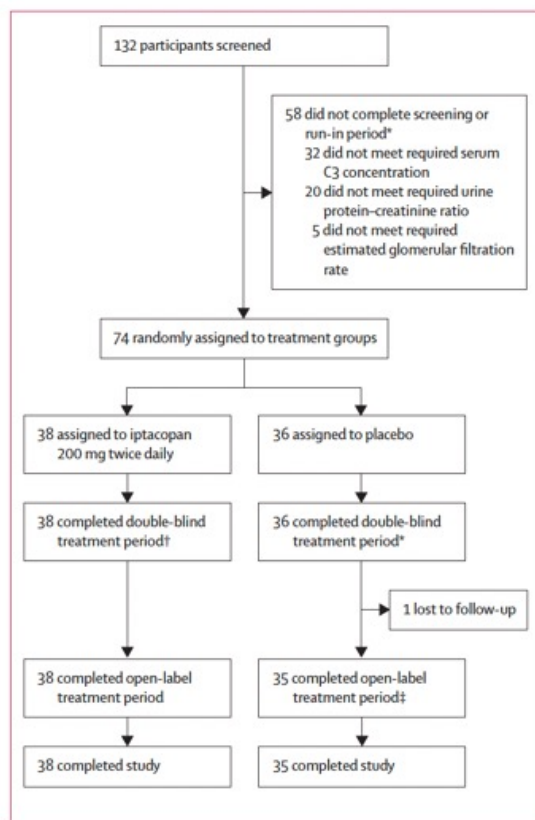 132 participants screened
58 did not complete screening or
run-in period*
32 did not meet required serum
C3 concentration
20 did not meet required urine
protein–creatinine ratio
5 did not meet required
estimated glomerular filtration
rate
74 randomly assigned to treatment groups
38 assigned to iptacopan
200 mg twice daily
36 assigned to placebo
38 completed double-blind
treatment period†
36 completed double-blind
treatment period*
1 lost to follow-up
38 completed open-label
treatment period
35 completed open-label
treatment period‡
38 completed study
35 completed study